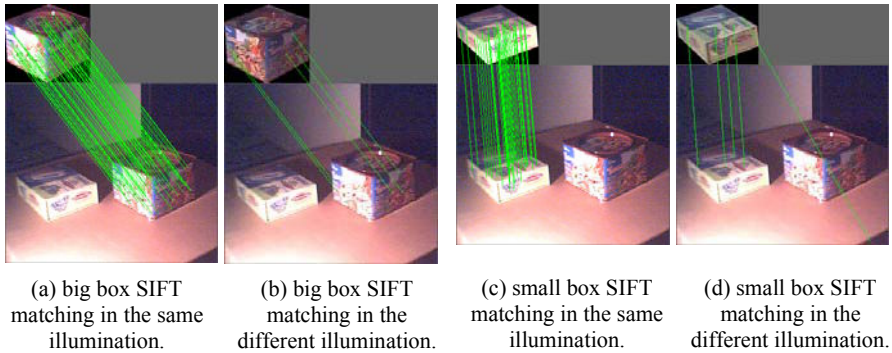 (a) big box SIFT
matching in the same
illumination.
(b) big box SIFT
matching in the
different illumination.
(c) small box SIFT
matching in the same
illumination.
(d) small box SIFT
matching in the
different illumination.